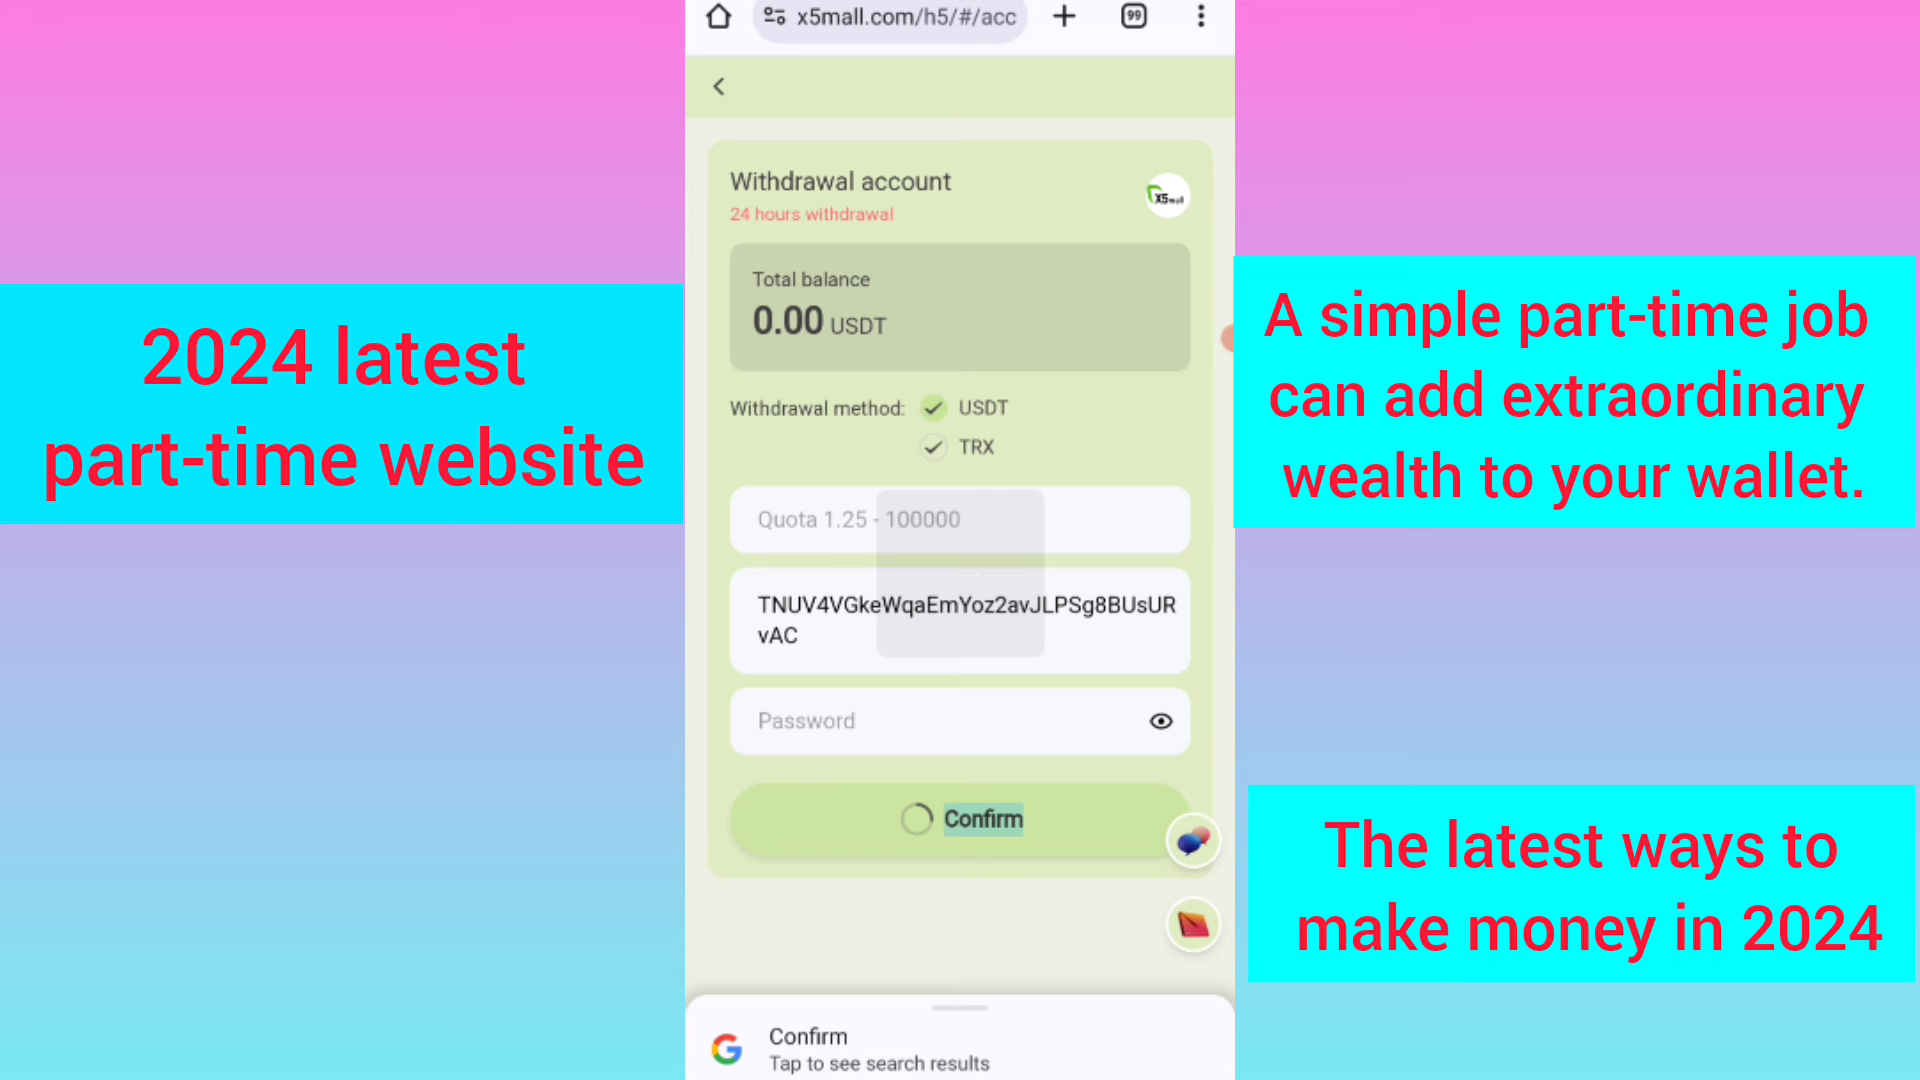 x5mall.com/h5/#/acc
99
Withdrawal account
24 hours withdrawal
X5mall
Total balance
0.00 USDT
Withdrawal method: USDT
TRX
Quota 1.25 - 100000
TNUV4VGkeWqaEmYoz2avJLPSg8BUsUR
vAC
Password
Confirm
Confirm
Tap to see search results
2024 latest
part-time website
A simple part-time job
can add extraordinary
wealth to your wallet.
The latest ways to
make money in 2024